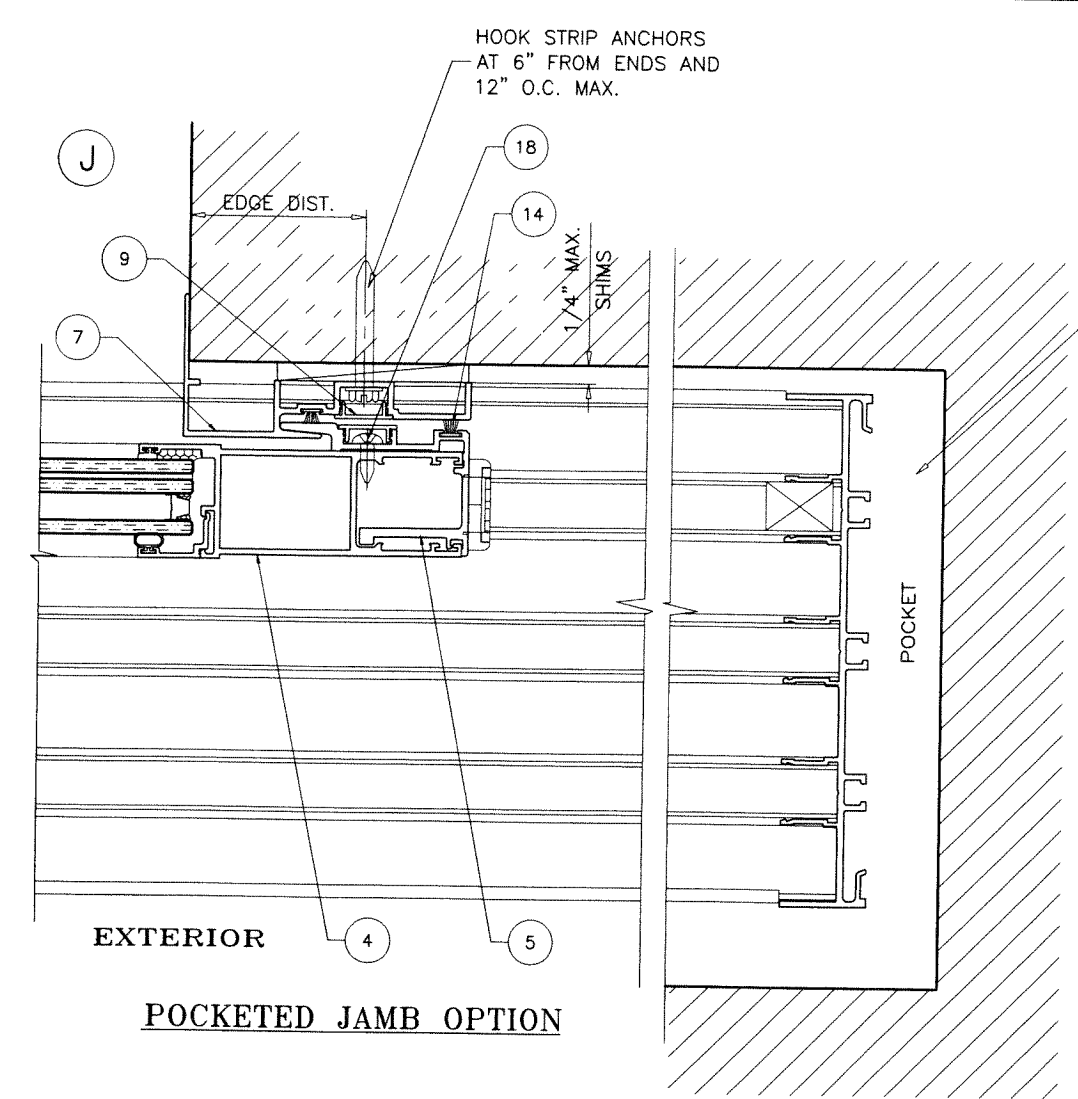 HOOK STRIP ANCHORS
AT 6" FROM ENDS AND
12" O.C. MAX.
J
18
EDGE DIST.
14
9
1/4" MAX.
SHIMS
7
POCKET
EXTERIOR
4
5
POCKETED JAMB OPTION